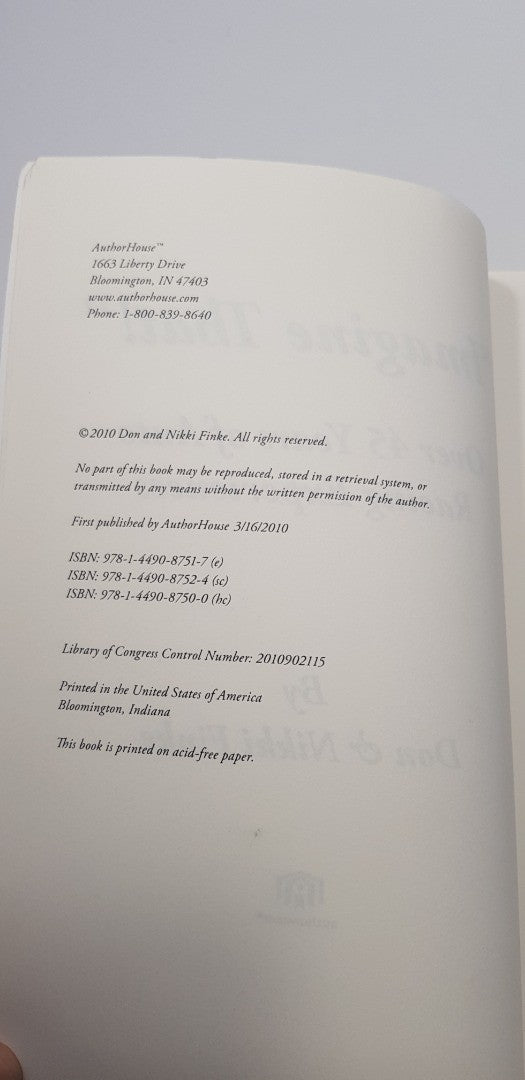 AuthorHouse™
1663 Liberty Drive
Bloomington, IN 47403
www.authorhouse.com
Phone: 1-800-839-8640
©2010 Don and Nikki Finke. All rights reserved.
No part of this book may be reproduced, stored in a retrieval system, or
transmitted by any means without the written permission of the author.
First published by AuthorHouse 3/16/2010
ISBN: 978-1-4490-8751-7 (e)
ISBN: 978-1-4490-8752-4 (sc)
ISBN: 978-1-4490-8750-0 (hc)
Library of Congress Control Number: 2010902115
Printed in the United States of America
Bloomington, Indiana
This book is printed on acid-free paper.